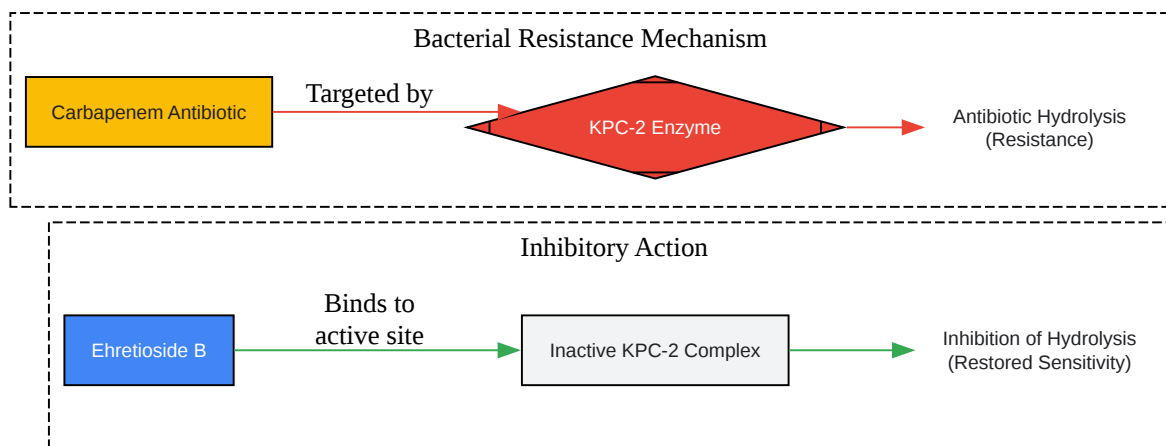 Bacterial Resistance Mechanism
Carbapenem Antibiotic
Targeted by
KPC-2 Enzyme
Antibiotic Hydrolysis
(Resistance)
Inhibitory Action
Ehretioside B
Binds to
active site
Inactive KPC-2 Complex
Inhibition of Hydrolysis
(Restored Sensitivity)